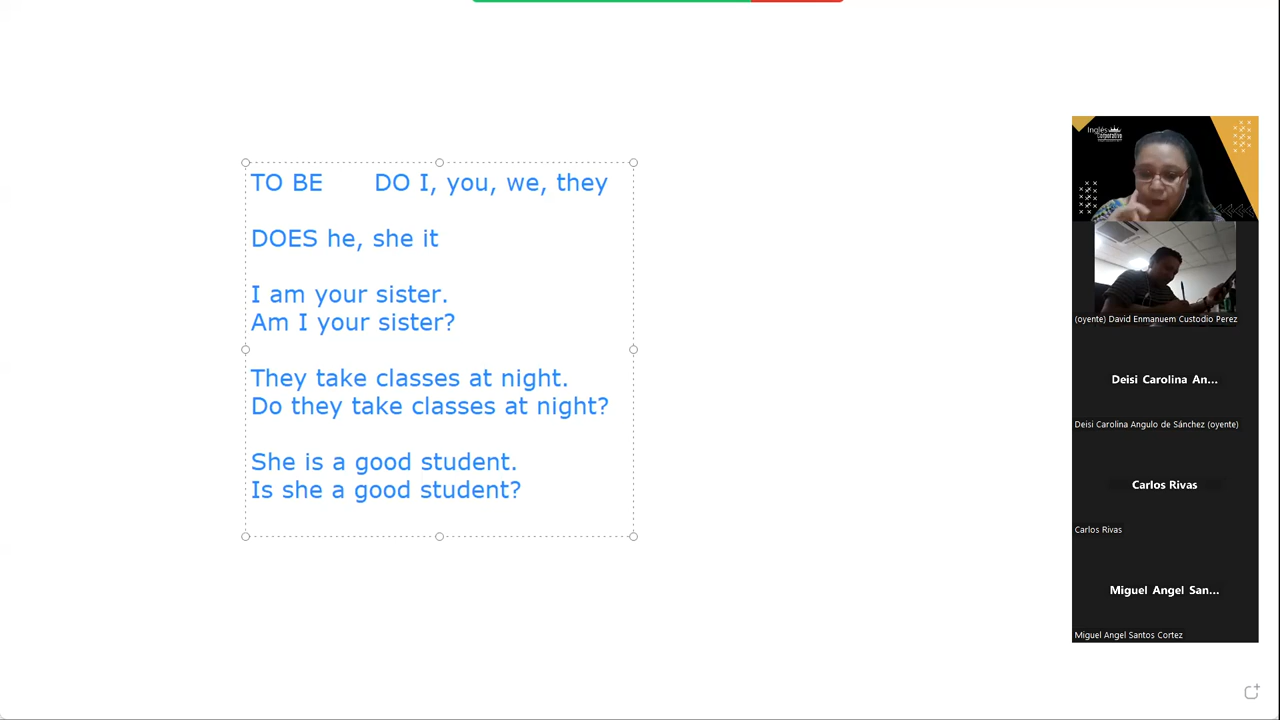 TO BE DO I, you, we, they
DOES he, she it
I am your sister.
Am I your sister?
They take classes at night.
Do they take classes at night?
She is a good student.
Is she a good student?
Inglés
Corporativo
(oyente) David Enmanuem Custodio Perez
Deisi Carolina An...
Deisi Carolina Angulo de Sánchez (oyente)
Carlos Rivas
Carlos Rivas
Miguel Angel San...
Miguel Angel Santos Cortez